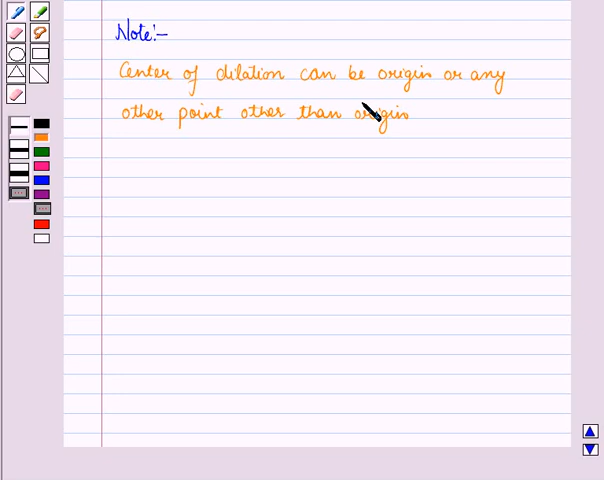 Note:-
Center of dilation can be origin or any
other point other than origin